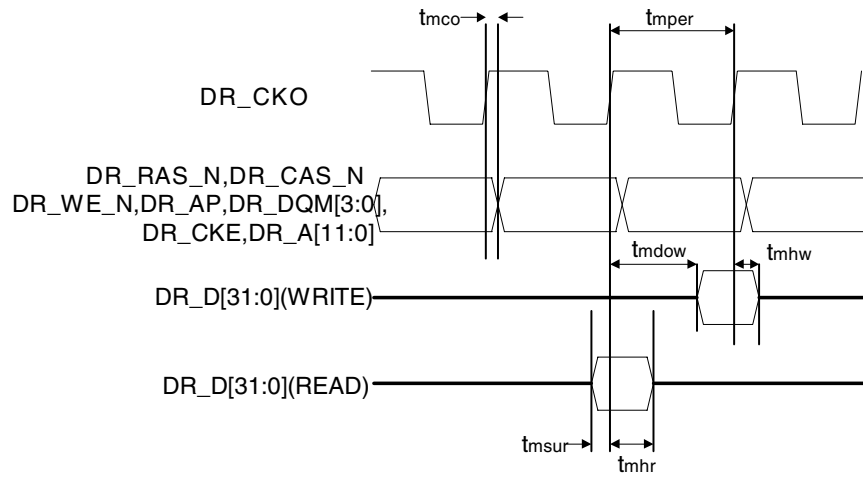 tmco
tmper
DR_CKO
DR_RAS_N,DR_CAS_N
DR_WE_N,DR_AP,DR_DQM[3:0],
DR_CKE,DR_A[11:0]
tmdow
tmhw
DR_D[31:0](WRITE)
DR_D[31:0](READ)
tmsur
tmhr